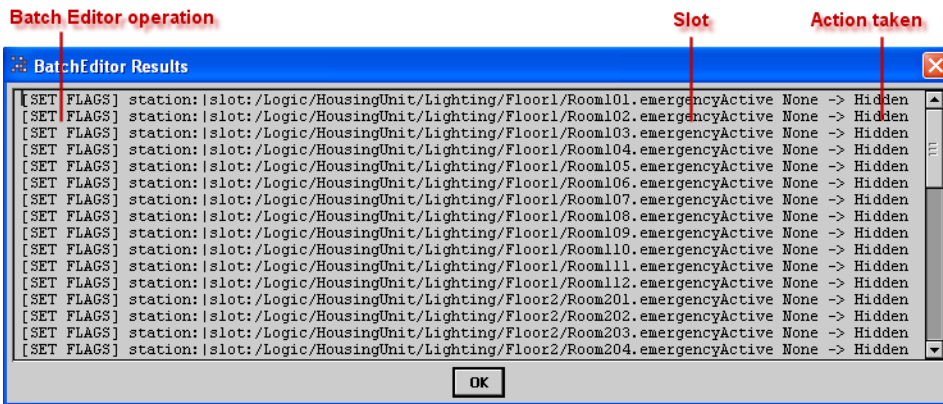 Batch Editor operation Slot Action taken
BatchEditor Results
[SET FLAGS] station:|slot:/Logic/HousingUnit/Lighting/Floor1/Room101.emergencyActive None -> Hidden
[SET FLAGS] station:|slot:/Logic/HousingUnit/Lighting/Floor1/Room102.emergencyActive None -> Hidden
[SET FLAGS] station:|slot:/Logic/HousingUnit/Lighting/Floor1/Room103.emergencyActive None -> Hidden
[SET FLAGS] station:|slot:/Logic/HousingUnit/Lighting/Floor1/Room104.emergencyActive None -> Hidden
[SET FLAGS] station:|slot:/Logic/HousingUnit/Lighting/Floor1/Room105.emergencyActive None -> Hidden
[SET FLAGS] station:|slot:/Logic/HousingUnit/Lighting/Floor1/Room106.emergencyActive None -> Hidden
[SET FLAGS] station:|slot:/Logic/HousingUnit/Lighting/Floor1/Room107.emergencyActive None -> Hidden
[SET FLAGS] station:|slot:/Logic/HousingUnit/Lighting/Floor1/Room108.emergencyActive None -> Hidden
[SET FLAGS] station:|slot:/Logic/HousingUnit/Lighting/Floor1/Room109.emergencyActive None -> Hidden
[SET FLAGS] station:|slot:/Logic/HousingUnit/Lighting/Floor1/Room110.emergencyActive None -> Hidden
[SET FLAGS] station:|slot:/Logic/HousingUnit/Lighting/Floor1/Room111.emergencyActive None -> Hidden
[SET FLAGS] station:|slot:/Logic/HousingUnit/Lighting/Floor1/Room112.emergencyActive None -> Hidden
[SET FLAGS] station:|slot:/Logic/HousingUnit/Lighting/Floor2/Room201.emergencyActive None -> Hidden
[SET FLAGS] station:|slot:/Logic/HousingUnit/Lighting/Floor2/Room202.emergencyActive None -> Hidden
[SET FLAGS] station:|slot:/Logic/HousingUnit/Lighting/Floor2/Room203.emergencyActive None -> Hidden
[SET FLAGS] station:|slot:/Logic/HousingUnit/Lighting/Floor2/Room204.emergencyActive None -> Hidden
OK